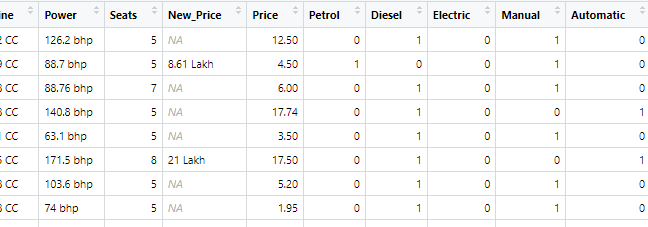 ine Power Seats New_Price Price Petrol Diesel Electric Manual Automatic
2 CC 126.2 bhp 5 NA 12.50 0 1 0 1 0
9 CC 88.7 bhp 5 8.61 Lakh 4.50 1 0 0 1 0
8 CC 88.76 bhp 7 NA 6.00 0 1 0 1 0
8 CC 140.8 bhp 5 NA 17.74 0 1 0 0 1
1 CC 63.1 bhp 5 NA 3.50 0 1 0 1 0
5 CC 171.5 bhp 8 21 Lakh 17.50 0 1 0 0 1
8 CC 103.6 bhp 5 NA 5.20 0 1 0 1 0
8 CC 74 bhp 5 NA 1.95 0 1 0 1 0